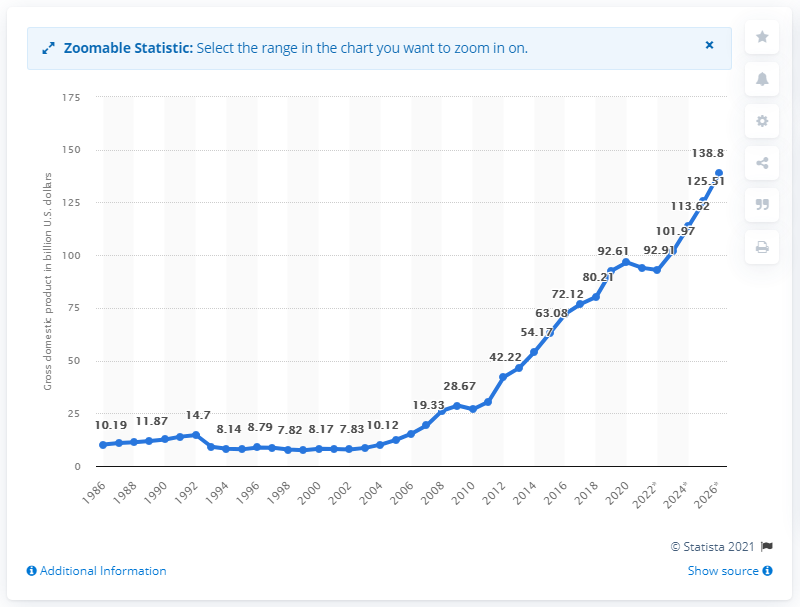 Zoomable Statistic: Select the range in the chart you want to zoom in on.
×
Gross domestic product in billion U.S. dollars
175
150
125
100
75
50
25
0
10.19 11.87 14.7 8.14 8.79 7.82 8.17 7.83 10.12 19.33 28.67 42.22 54.17 63.08 72.12 80.21 92.61 92.91 101.97 113.62 125.51 138.8
1986 1988 1990 1992 1994 1996 1998 2000 2002 2004 2006 2008 2010 2012 2014 2016 2018 2020 2022* 2024* 2026*
© Statista 2021
Additional Information
Show source